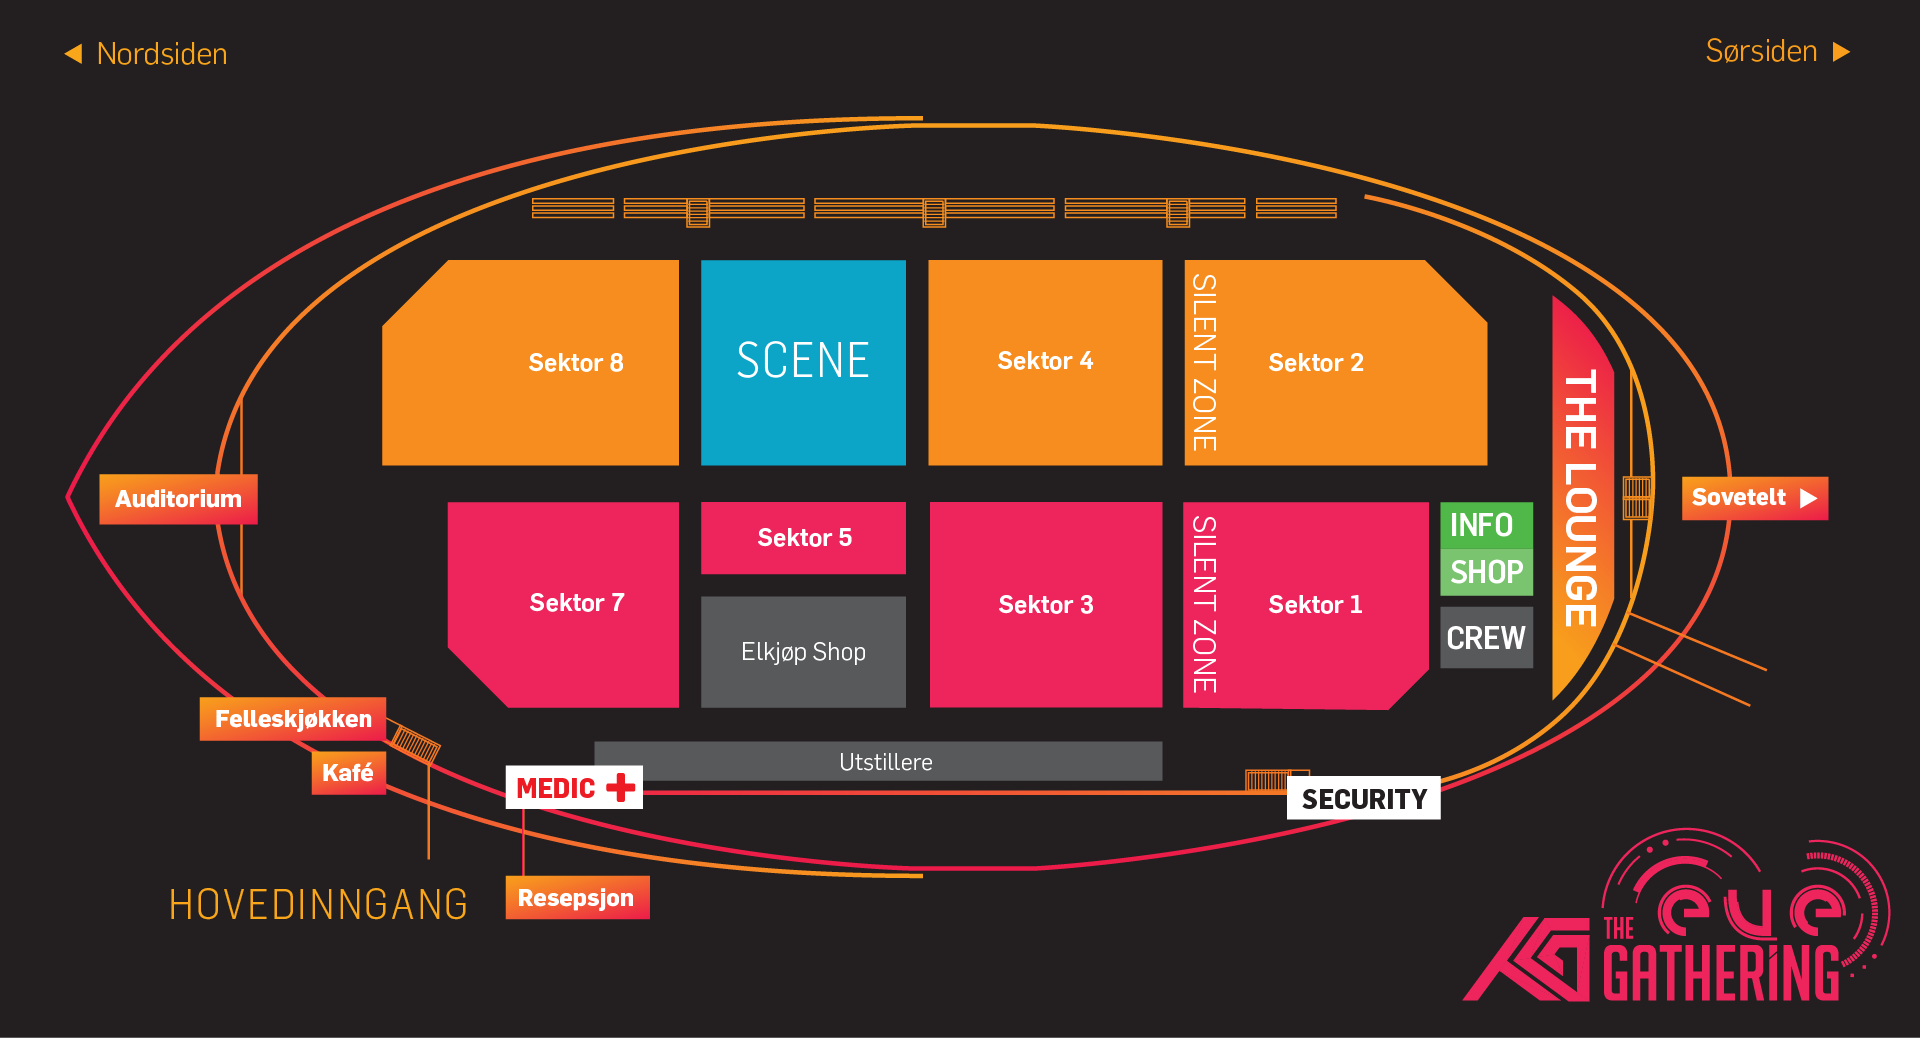 Nordsiden
Sørsiden
Sektor 8
SCENE
Sektor 4
SILENT ZONE
Sektor 2
THE LOUNGE
Auditorium
Sovetelt
Sektor 7
Sektor 5
Elkjøp Shop
Sektor 3
SILENT ZONE
Sektor 1
INFO
SHOP
CREW
Felleskjøkken
Kafé
Utstillere
MEDIC
SECURITY
HOVEDINNGANG
Resepsjon
eye
THE
GATHERING